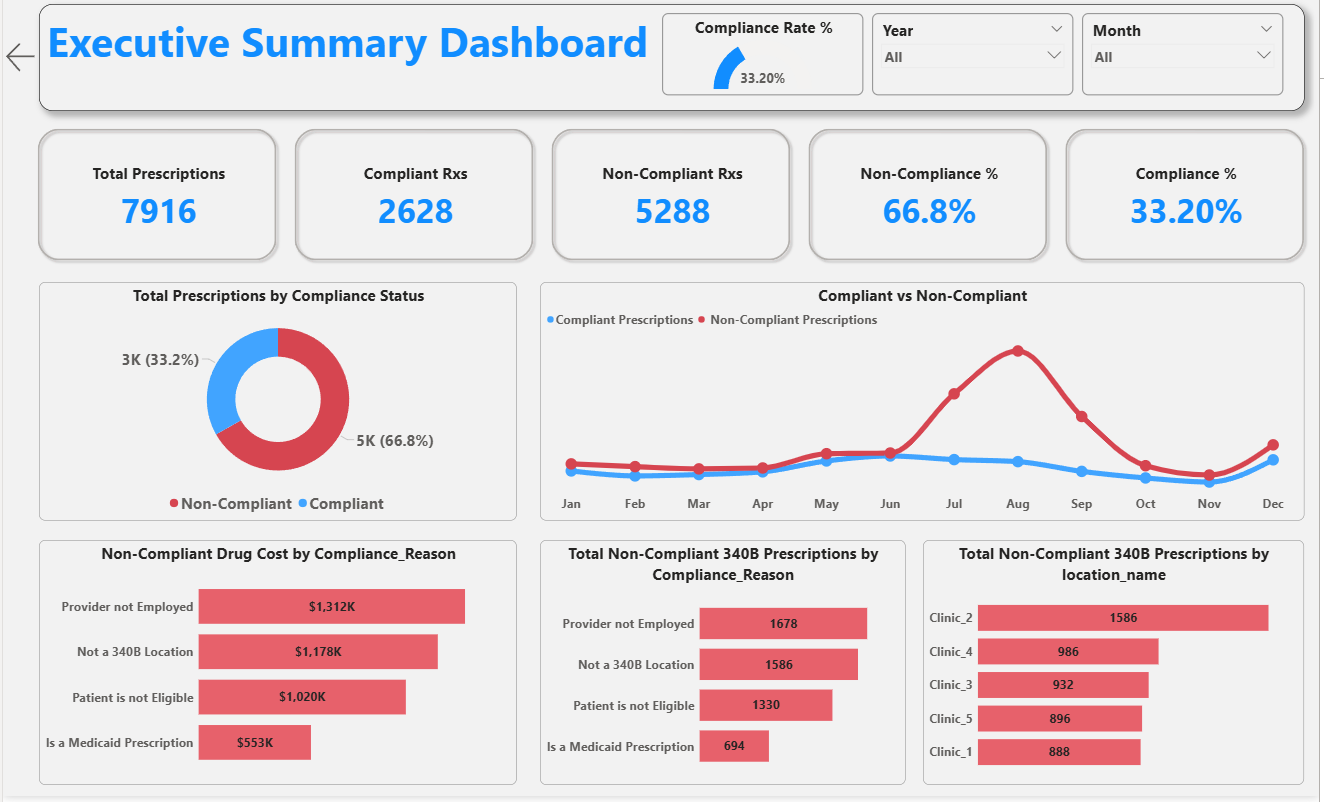 Executive Summary Dashboard
Compliance Rate %
33.20%
Year
All
Month
All
Total Prescriptions
7916
Compliant Rxs
2628
Non-Compliant Rxs
5288
Non-Compliance %
66.8%
Compliance %
33.20%
Total Prescriptions by Compliance Status
3K (33.2%)
5K (66.8%)
Non-Compliant Compliant
Compliant vs Non-Compliant
Compliant Prescriptions Non-Compliant Prescriptions
Jan Feb Mar Apr May Jun Jul Aug Sep Oct Nov Dec
Non-Compliant Drug Cost by Compliance_Reason
Provider not Employed $1,312K
Not a 340B Location $1,178K
Patient is not Eligible $1,020K
Is a Medicaid Prescription $553K
Total Non-Compliant 340B Prescriptions by
Compliance_Reason
Provider not Employed 1678
Not a 340B Location 1586
Patient is not Eligible 1330
Is a Medicaid Prescription 694
Total Non-Compliant 340B Prescriptions by
location_name
Clinic_2 1586
Clinic_4 986
Clinic_3 932
Clinic_5 896
Clinic_1 888